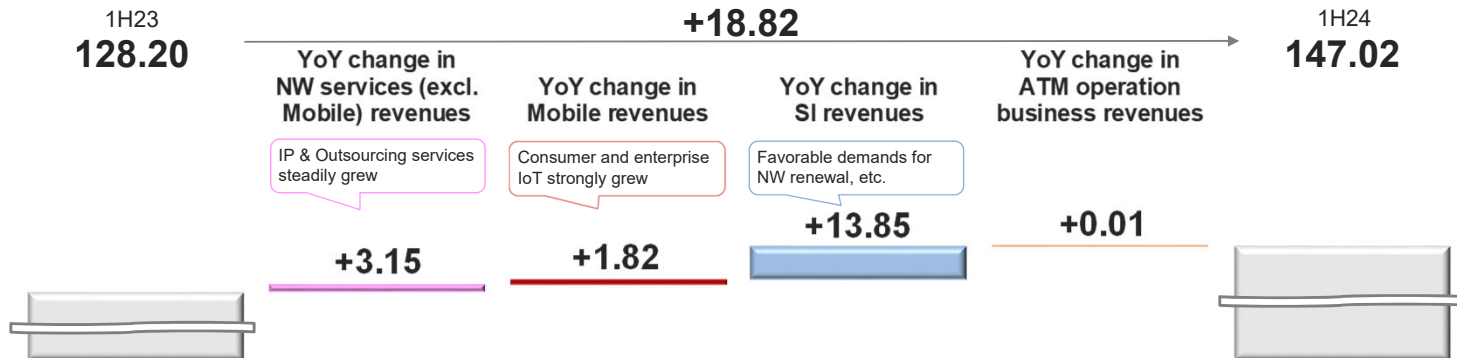 1H23
128.20
+18.82
1H24
147.02
YoY change in
NW services (excl.
Mobile) revenues
YoY change in
Mobile revenues
YoY change in
SI revenues
YoY change in
ATM operation
business revenues
IP & Outsourcing services
steadily grew
Consumer and enterprise
IoT strongly grew
Favorable demands for
NW renewal, etc.
+3.15
+1.82
+13.85
+0.01